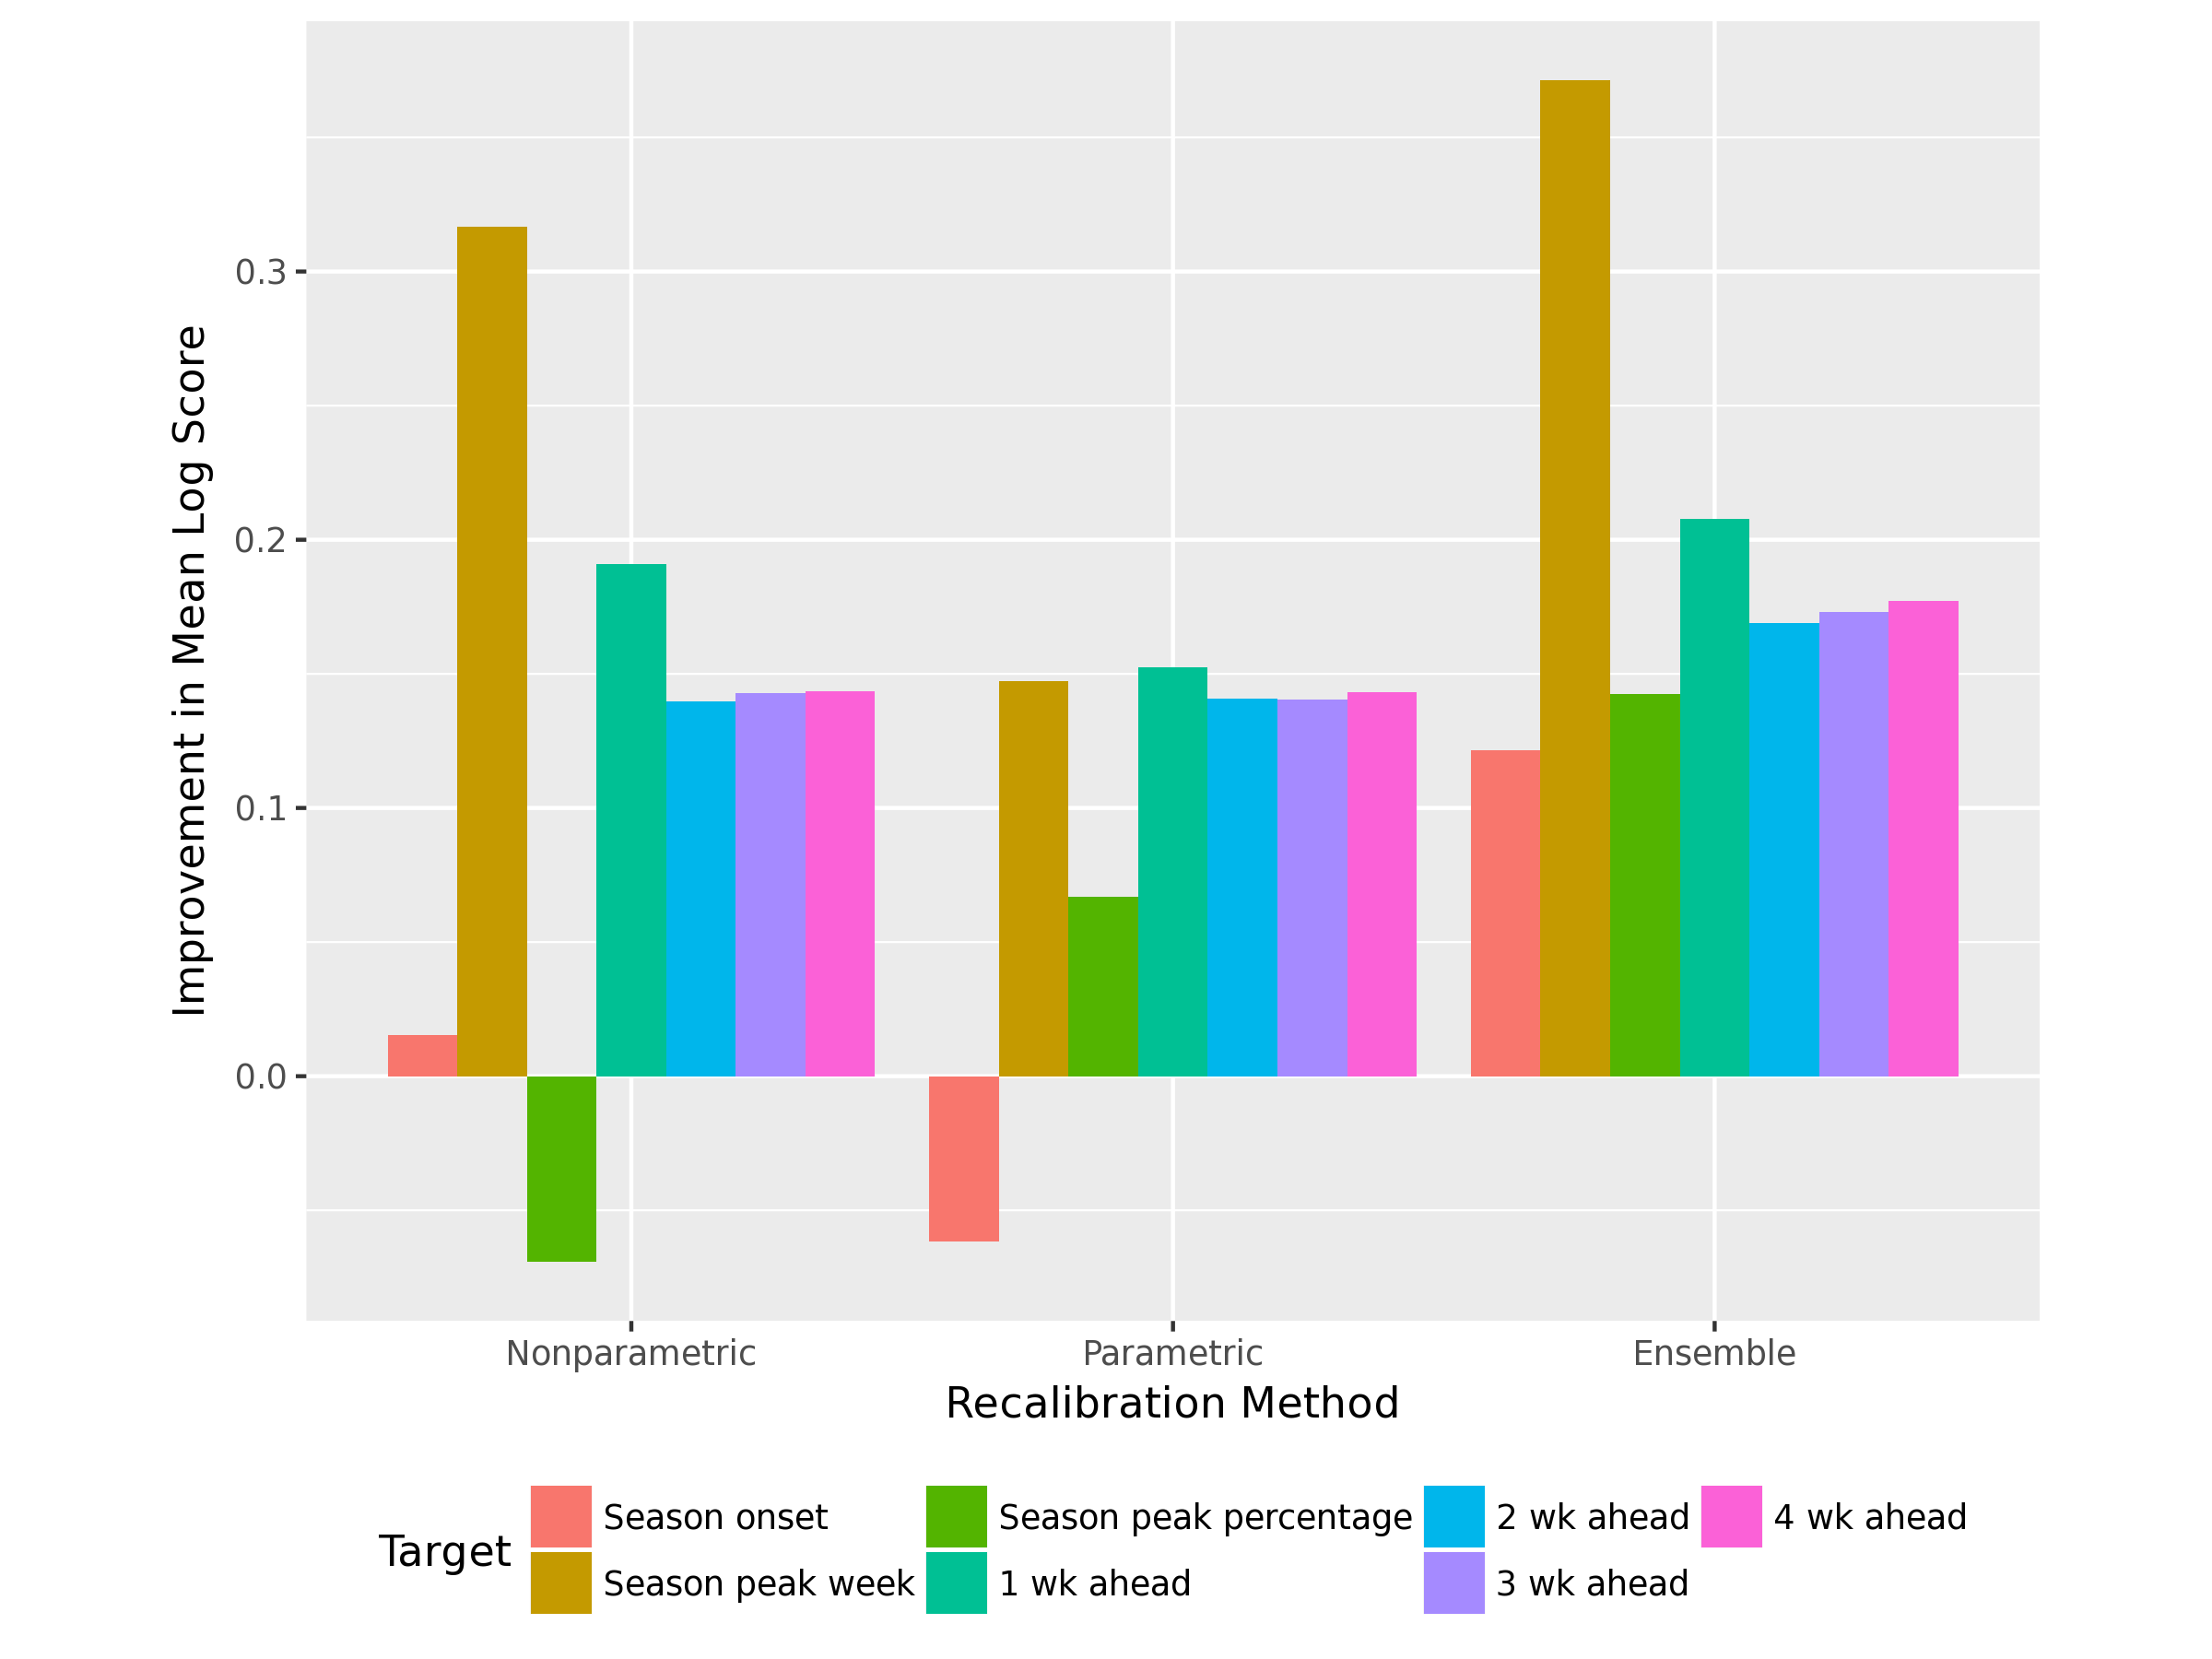 Improvement in Mean Log Score
0.3
0.2
0.1
0.0
Nonparametric Parametric Ensemble
Recalibration Method
Target
Season onset Season peak percentage 2 wk ahead 4 wk ahead
Season peak week 1 wk ahead 3 wk ahead